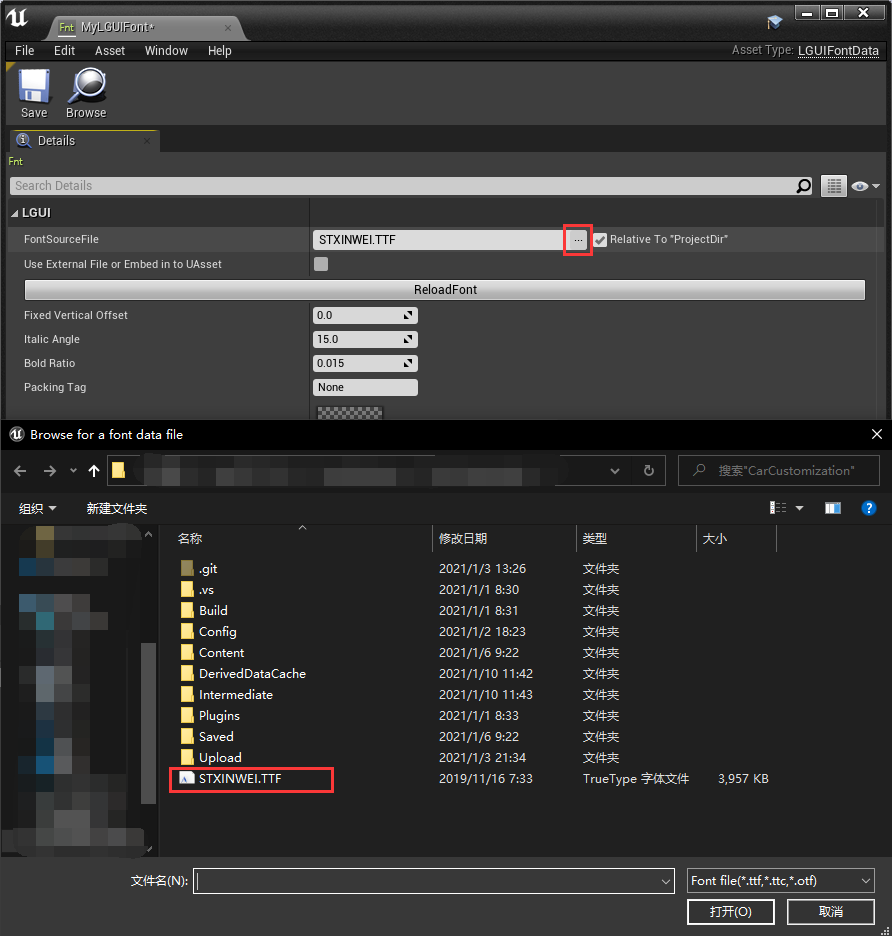 Fnt MyLGUIFont*
File Edit Asset Window Help
Asset Type: LGUIFontData
Save Browse
Details
Fnt
Search Details
LGUI
FontSourceFile STXINWEI.TTF ... Relative To "ProjectDir"
Use External File or Embed in to UAsset
ReloadFont
Fixed Vertical Offset 0.0
Italic Angle 15.0
Bold Ratio 0.015
Packing Tag None
Browse for a font data file
搜索"CarCustomization"
组织 新建文件夹
名称 修改日期 类型 大小
.git 2021/1/3 13:26 文件夹
.vs 2021/1/1 8:30 文件夹
Build 2021/1/1 8:31 文件夹
Config 2021/1/2 18:23 文件夹
Content 2021/1/6 9:22 文件夹
DerivedDataCache 2021/1/10 11:42 文件夹
Intermediate 2021/1/10 11:43 文件夹
Plugins 2021/1/1 8:33 文件夹
Saved 2021/1/6 9:22 文件夹
Upload 2021/1/3 21:34 文件夹
STXINWEI.TTF 2019/11/16 7:33 TrueType 字体文件 3,957 KB
文件名(N): Font file(*.ttf,*.ttc,*.otf)
打开(O) 取消